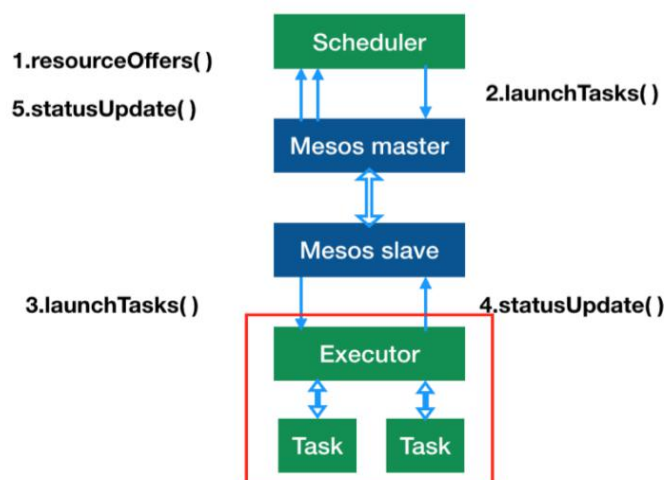 Scheduler
1.resourceOffers( )
5.statusUpdate( )
2.launchTasks( )
Mesos master
Mesos slave
3.launchTasks( )
4.statusUpdate( )
Executor
Task
Task